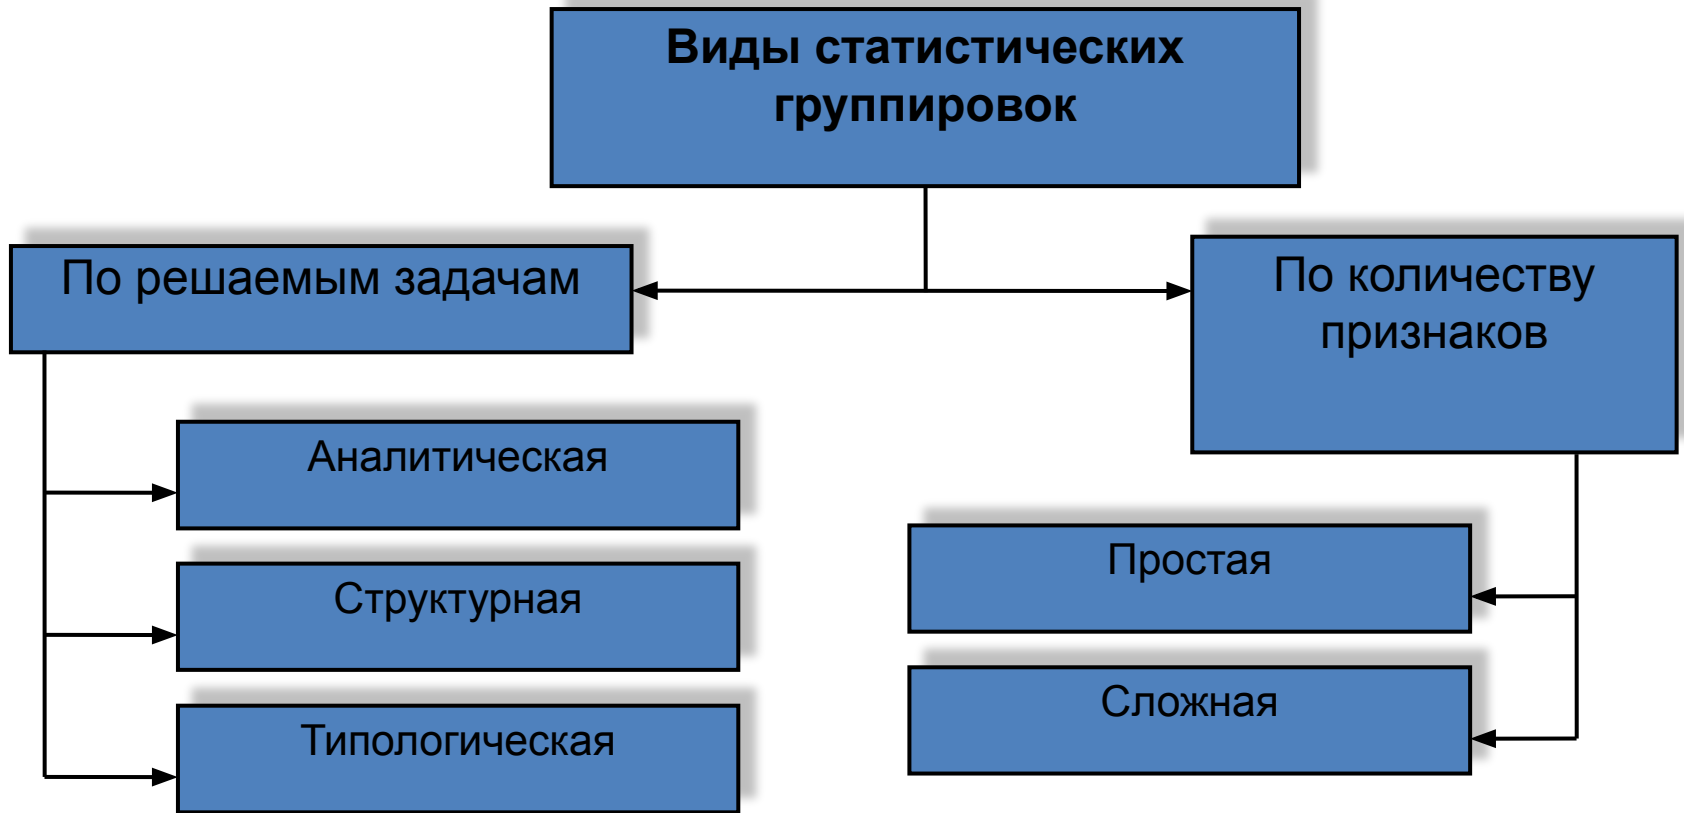 Виды статистических
группировок
По решаемым задачам
По количеству
признаков
Аналитическая
Структурная
Типологическая
Простая
Сложная